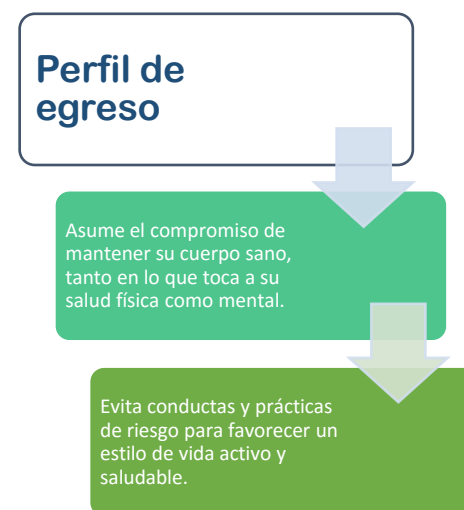 Perfil de
egreso
Asume el compromiso de
mantener su cuerpo sano,
tanto en lo que toca a su
salud física como mental.
Evita conductas y prácticas
de riesgo para favorecer un
estilo de vida activo y
saludable.